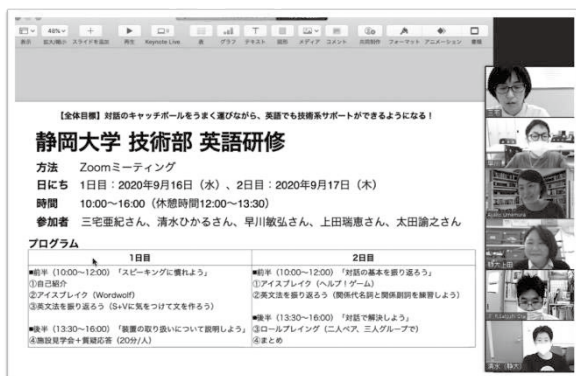 表示 拡大/縮小 スライドを追加 再生 Keynote Live 表 グラフ テキスト 図形 メディア コメント 共同制作 フォーマット アニメーション 書類
【全体目標】対話のキャッチボールをうまく運びながら、英語でも技術系サポートができるようになる！
静岡大学 技術部 英語研修
方法 Zoomミーティング
日にち 1日目：2020年9月16日（水）、2日目：2020年9月17日（木）
時間 10:00〜16:00（休憩時間12:00〜13:30）
参加者 三宅亜紀さん、清水ひかるさん、早川敏弘さん、上田瑞恵さん、太田諭之さん
プログラム
1日目 2日目
■前半（10:00〜12:00）「スピーキングに慣れよう」
①自己紹介
②アイスブレイク（Wordwolf）
③英文法を振り返ろう（S+Vに気をつけて文を作ろう）
■後半（13:30〜16:00）「装置の取り扱いについて説明しよう」
④施設見学会＋質疑応答（20分/人）
■前半（10:00〜12:00）「対話の基本を振り返ろう」
①アイスブレイク（ヘルプ！ゲーム）
②英文法を振り返ろう（関係代名詞と関係副詞を練習しよう）
■後半（13:30〜16:00）「対話で解決しよう」
③ロールプレイング（二人ペア、三人グループで）
④まとめ